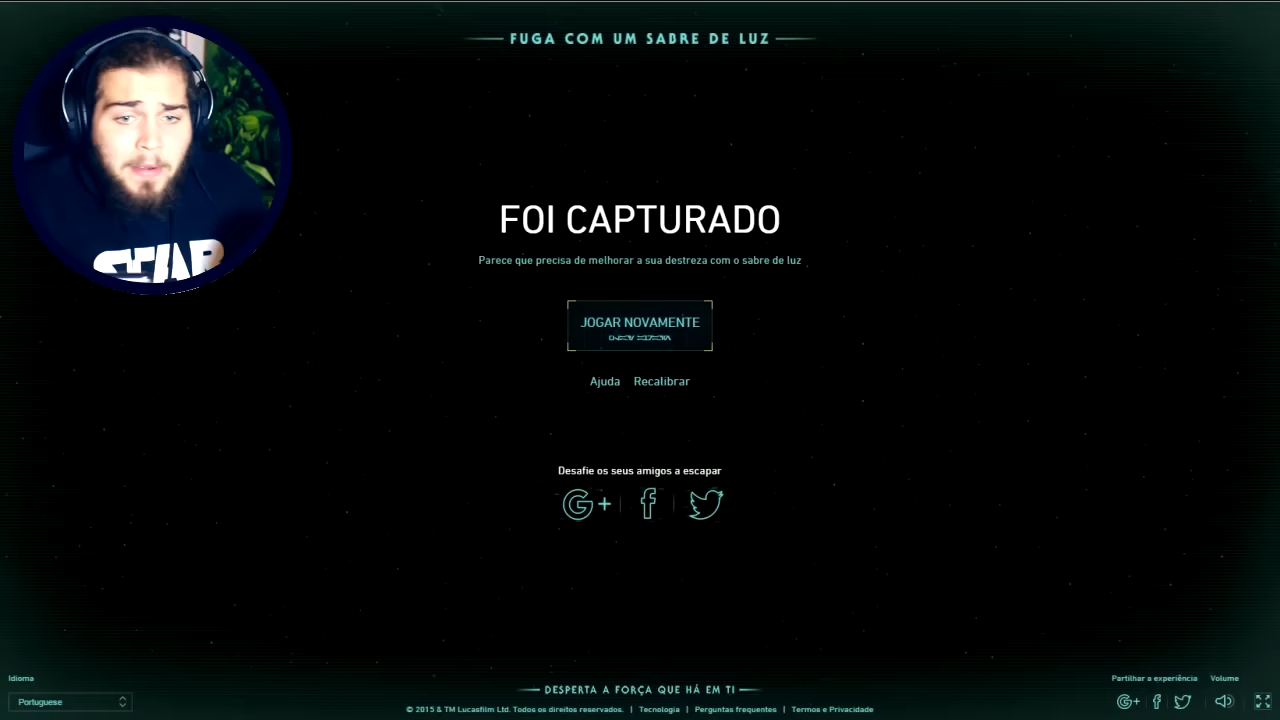 FUGA COM UM SABRE DE LUZ
STAR
FOI CAPTURADO
Parece que precisa de melhorar a sua destreza com o sabre de luz
JOGAR NOVAMENTE
Ajuda Recalibrar
Desafie os seus amigos a escapar
G+ f
Idioma
Portuguese
DESPERTA A FORÇA QUE HÁ EM TI
© 2015 & TM Lucasfilm Ltd. Todos os direitos reservados. | Tecnologia | Perguntas frequentes | Termos e Privacidade
Partilhar a experiência Volume
G+ f